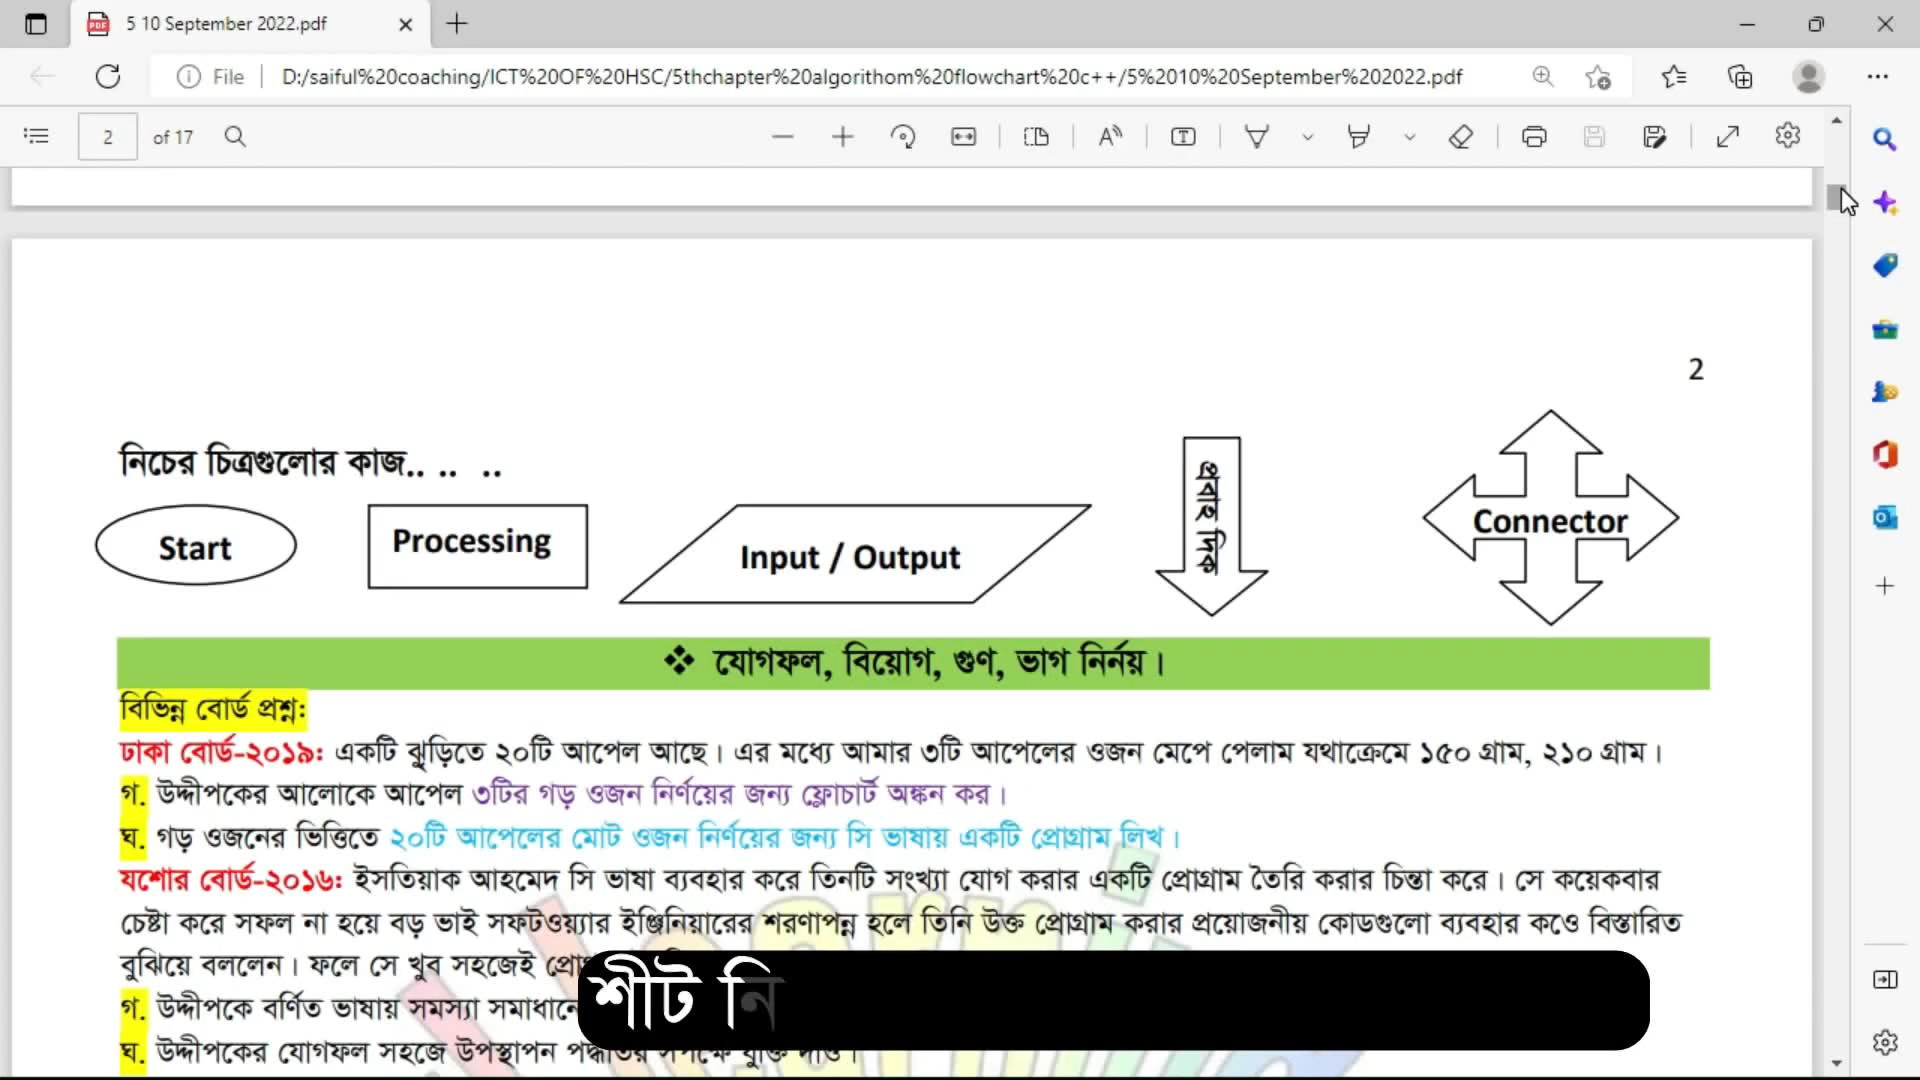 5 10 September 2022.pdf
File D:/saiful%20coaching/ICT%20OF%20HSC/5thchapter%20algorithom%20flowchart%20c++/5%2010%20September%202022.pdf
2 of 17
2
নিচের চিত্রগুলোর কাজ.. .. ..
Start
Processing
Input / Output
প্রবাহ দিক
Connector
❖ যোগফল, বিয়োগ, গুণ, ভাগ নির্নয়।
বিভিন্ন বোর্ড প্রশ্ন:
ঢাকা বোর্ড-২০১৯: একটি ঝুড়িতে ২০টি আপেল আছে। এর মধ্যে আমার ৩টি আপেলের ওজন মেপে পেলাম যথাক্রেমে ১৫০ গ্রাম, ২১০ গ্রাম।
গ. উদ্দীপকের আলোকে আপেল ৩টির গড় ওজন নির্ণয়ের জন্য ফ্লোচার্ট অঙ্কন কর।
ঘ. গড় ওজনের ভিত্তিতে ২০টি আপেলের মোট ওজন নির্ণয়ের জন্য সি ভাষায় একটি প্রোগ্রাম লিখ।
যশোর বোর্ড-২০১৬: ইসতিয়াক আহমেদ সি ভাষা ব্যবহার করে তিনটি সংখ্যা যোগ করার একটি প্রোগ্রাম তৈরি করার চিন্তা করে। সে কয়েকবার
চেষ্টা করে সফল না হয়ে বড় ভাই সফটওয়্যার ইঞ্জিনিয়ারের শরণাপন্ন হলে তিনি উক্ত প্রোগ্রাম করার প্রয়োজনীয় কোডগুলো ব্যবহার কওে বিস্তারিত
বুঝিয়ে বললেন। ফলে সে খুব সহজেই
গ. উদ্দীপকে বর্ণিত ভাষায় সমস্যা সমাধানে
ঘ. উদ্দীপকের যোগফল সহজে উপস্থাপন পদ্ধতির সপক্ষে যুক্তি দাও।
শীট নি